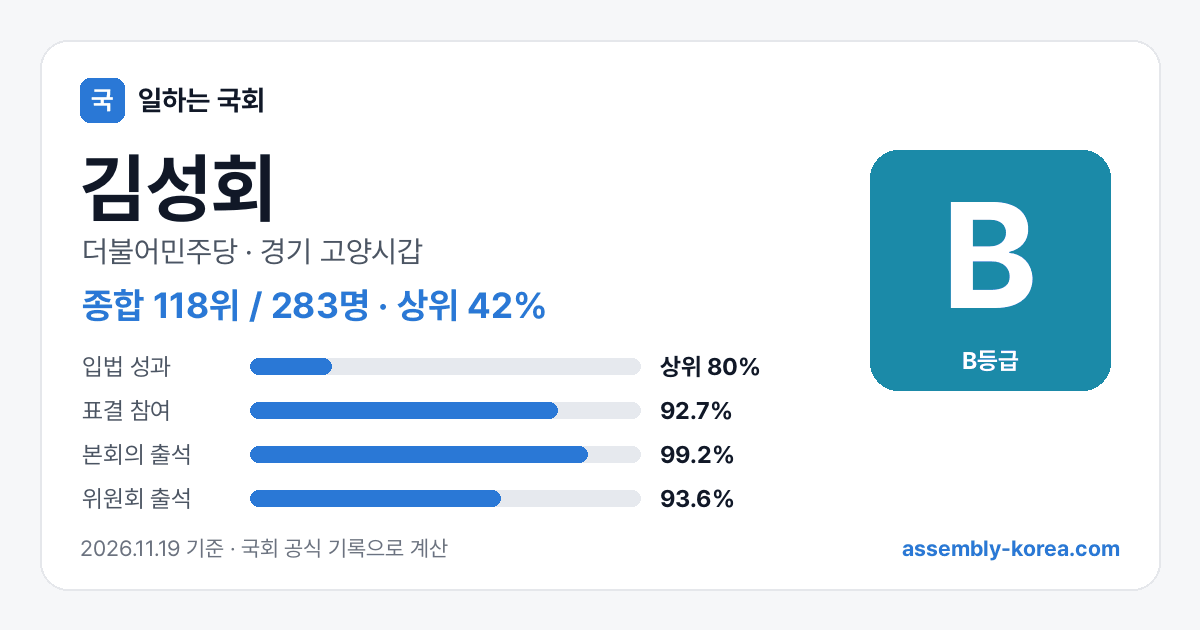 국 일하는 국회
김성회
더불어민주당 · 경기 고양시갑
종합 118위 / 283명 · 상위 42%
B
B등급
입법 성과 상위 80%
표결 참여 92.7%
본회의 출석 99.2%
위원회 출석 93.6%
2026.11.19 기준 · 국회 공식 기록으로 계산
assembly-korea.com